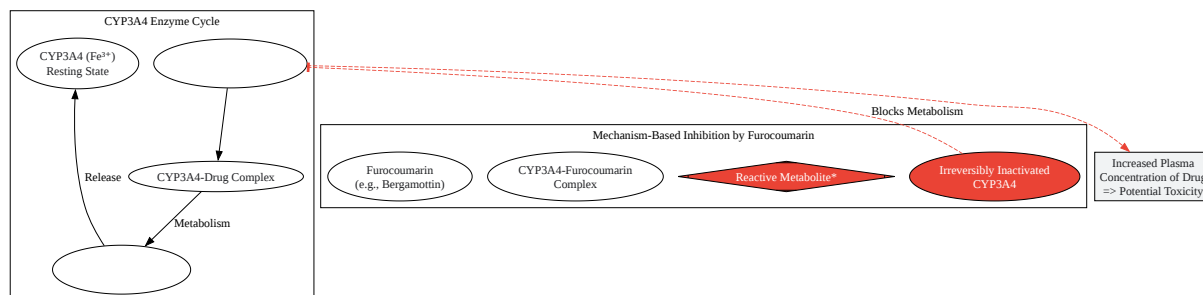 CYP3A4 Enzyme Cycle
CYP3A4 (Fe³⁺)
Resting State
Release
CYP3A4-Drug Complex
Metabolism
Blocks Metabolism
Mechanism-Based Inhibition by Furocoumarin
Furocoumarin
(e.g., Bergamottin)
CYP3A4-Furocoumarin
Complex
Reactive Metabolite*
Irreversibly Inactivated
CYP3A4
Increased Plasma
Concentration of Drug
=> Potential Toxicity